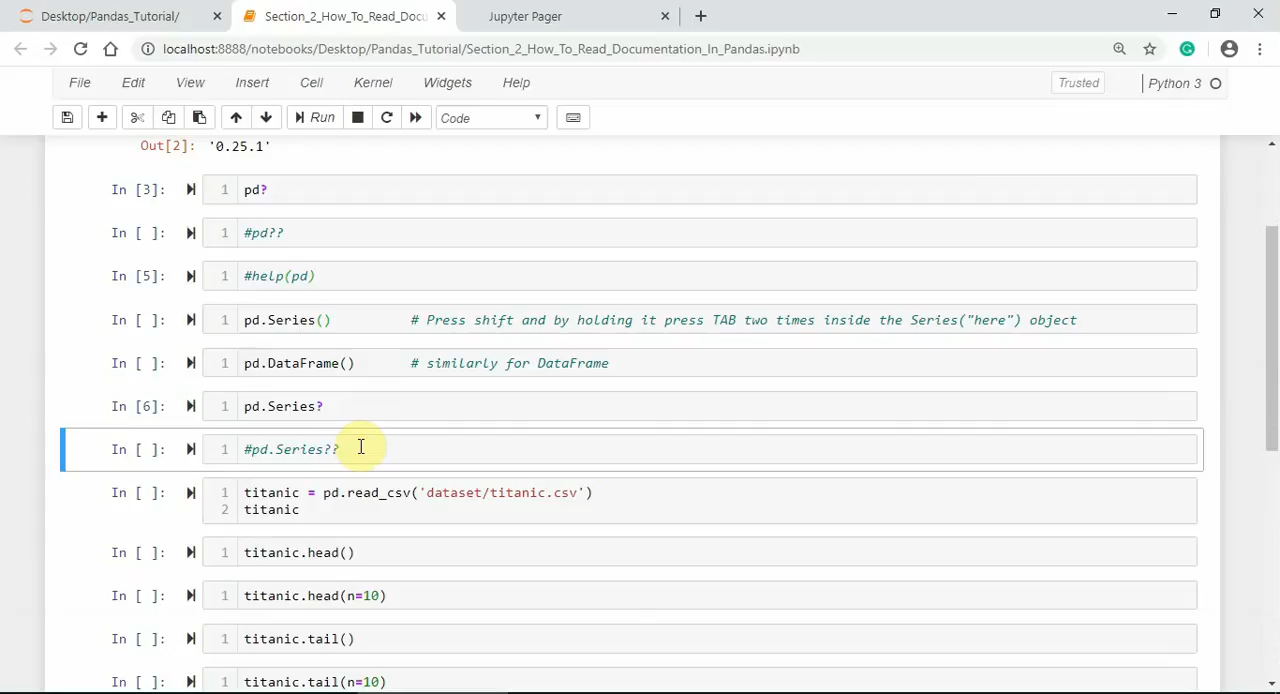 Desktop/Pandas_Tutorial/
Section_2_How_To_Read_Docu
Jupyter Pager
localhost:8888/notebooks/Desktop/Pandas_Tutorial/Section_2_How_To_Read_Documentation_In_Pandas.ipynb
File Edit View Insert Cell Kernel Widgets Help Trusted Python 3
Run Code
Out[2]: '0.25.1'
In [3]: 1 pd?
In [ ]: 1 #pd??
In [5]: 1 #help(pd)
In [ ]: 1 pd.Series() # Press shift and by holding it press TAB two times inside the Series("here") object
In [ ]: 1 pd.DataFrame() # similarly for DataFrame
In [6]: 1 pd.Series?
In [ ]: 1 #pd.Series??
In [ ]: 1 titanic = pd.read_csv('dataset/titanic.csv')
2 titanic
In [ ]: 1 titanic.head()
In [ ]: 1 titanic.head(n=10)
In [ ]: 1 titanic.tail()
In [ ]: 1 titanic.tail(n=10)